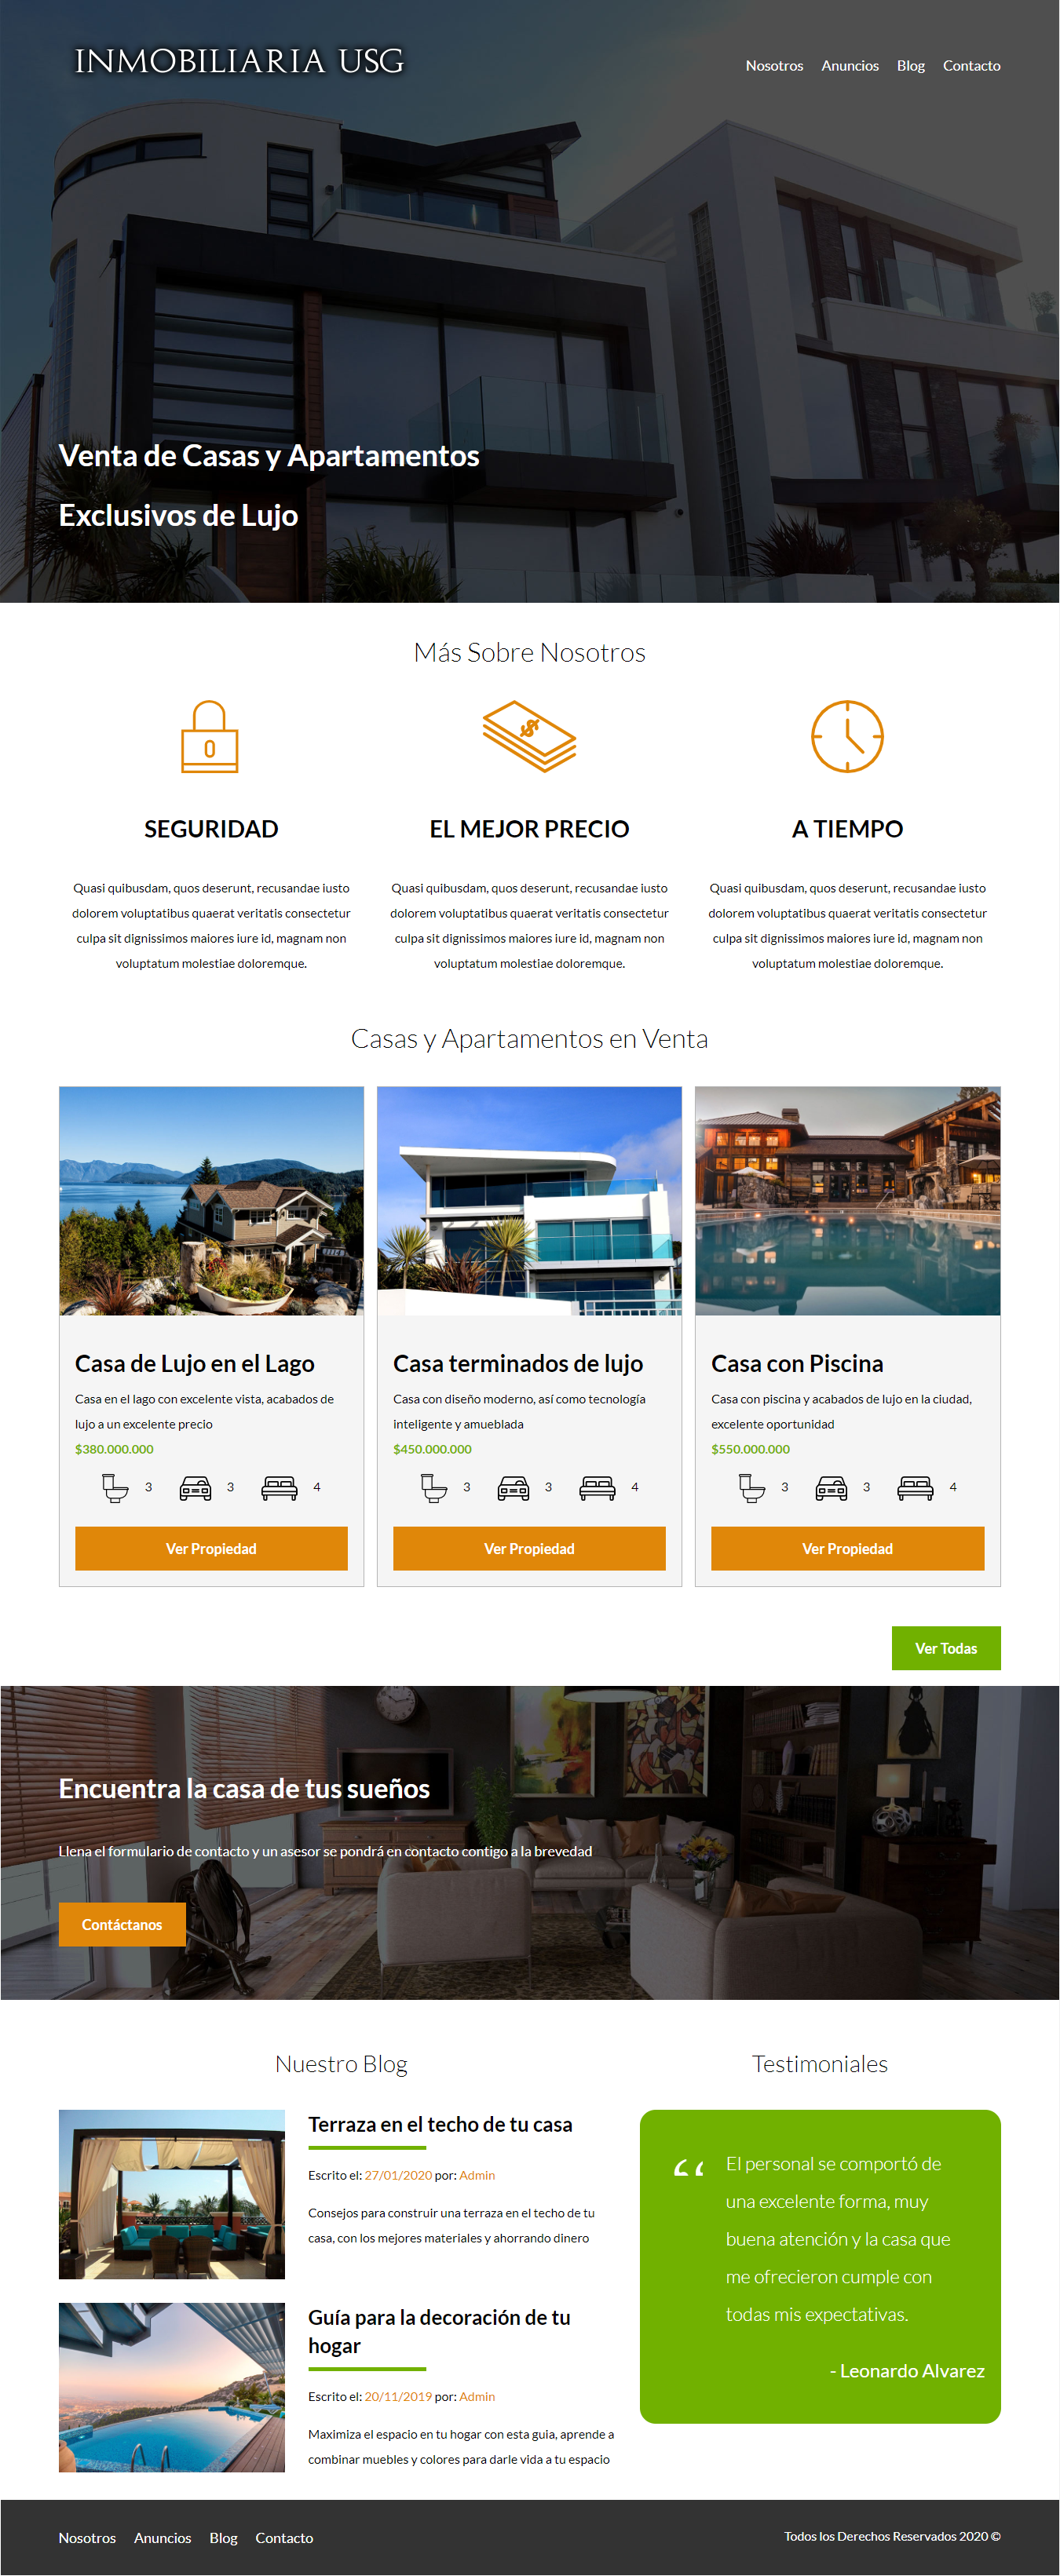 INMOBILIARIA USG
Nosotros Anuncios Blog Contacto
Venta de Casas y Apartamentos
Exclusivos de Lujo
Más Sobre Nosotros
SEGURIDAD
Quasi quibusdam, quos deserunt, recusandae iusto
dolorem voluptatibus quaerat veritatis consectetur
culpa sit dignissimos maiores iure id, magnam non
voluptatum molestiae doloremque.
EL MEJOR PRECIO
Quasi quibusdam, quos deserunt, recusandae iusto
dolorem voluptatibus quaerat veritatis consectetur
culpa sit dignissimos maiores iure id, magnam non
voluptatum molestiae doloremque.
A TIEMPO
Quasi quibusdam, quos deserunt, recusandae iusto
dolorem voluptatibus quaerat veritatis consectetur
culpa sit dignissimos maiores iure id, magnam non
voluptatum molestiae doloremque.
Casas y Apartamentos en Venta
Casa de Lujo en el Lago
Casa en el lago con excelente vista, acabados de
lujo a un excelente precio
$380.000.000
3 3 4
Ver Propiedad
Casa terminados de lujo
Casa con diseño moderno, así como tecnología
inteligente y amueblada
$450.000.000
3 3 4
Ver Propiedad
Casa con Piscina
Casa con piscina y acabados de lujo en la ciudad,
excelente oportunidad
$550.000.000
3 3 4
Ver Propiedad
Ver Todas
Encuentra la casa de tus sueños
Llena el formulario de contacto y un asesor se pondrá en contacto contigo a la brevedad
Contáctanos
Nuestro Blog
Terraza en el techo de tu casa
Escrito el: 27/01/2020 por: Admin
Consejos para construir una terraza en el techo de tu
casa, con los mejores materiales y ahorrando dinero
Guía para la decoración de tu
hogar
Escrito el: 20/11/2019 por: Admin
Maximiza el espacio en tu hogar con esta guia, aprende a
combinar muebles y colores para darle vida a tu espacio
Testimoniales
“ El personal se comportó de
una excelente forma, muy
buena atención y la casa que
me ofrecieron cumple con
todas mis expectativas.
- Leonardo Alvarez
Nosotros Anuncios Blog Contacto
Todos los Derechos Reservados 2020 ©